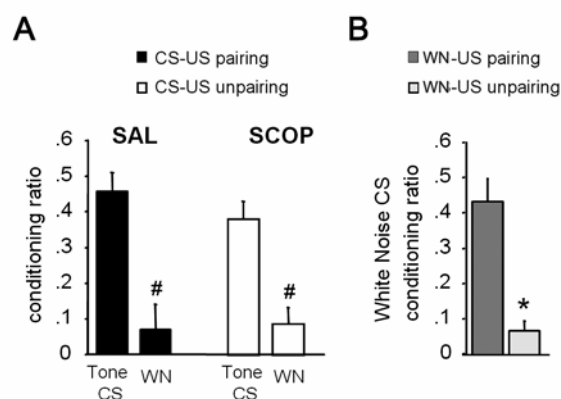 A
■ CS-US pairing
□ CS-US unpairing
SAL
SCOP
conditioning ratio
.6
.5
.4
.3
.2
.1
0
#
#
Tone
CS
WN
Tone
CS
WN
B
WN-US pairing
WN-US unpairing
White Noise CS
conditioning ratio
.6
.5
.4
.3
.2
.1
0
*